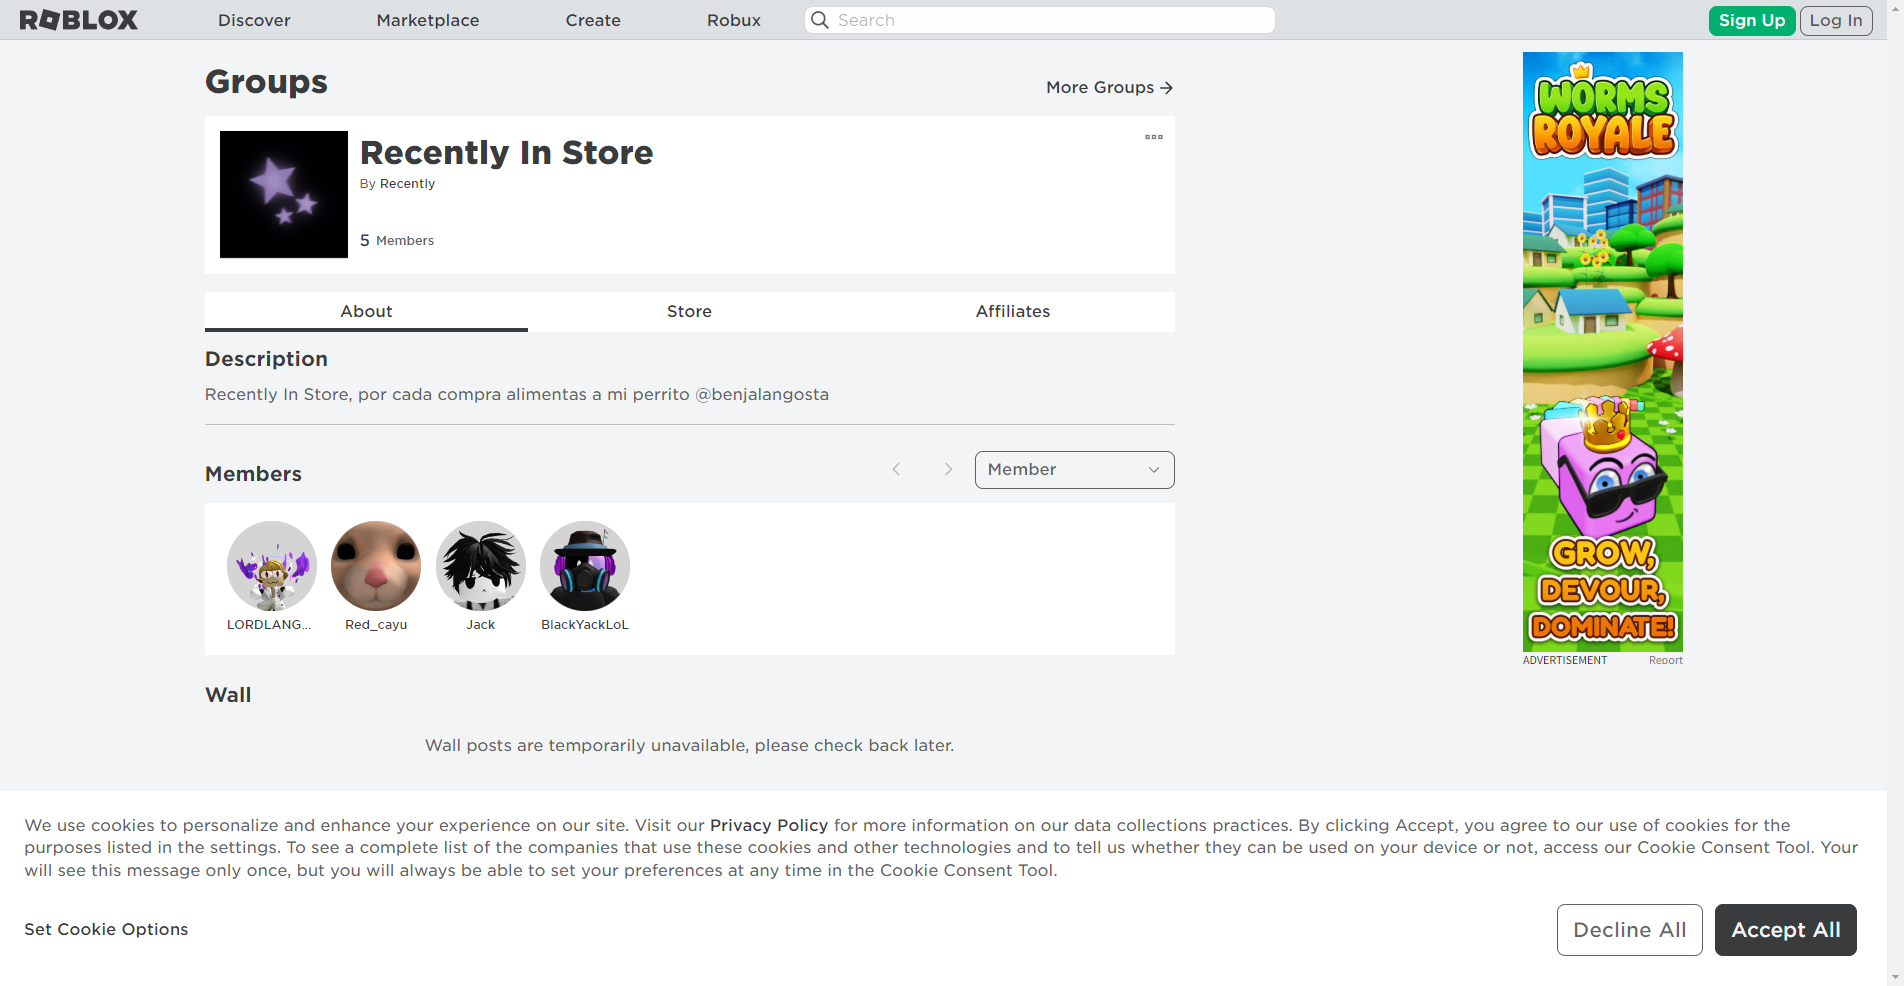 ROBLOX
Discover
Marketplace
Create
Robux
Search
Sign Up
Log In
Groups
More Groups
Recently In Store
By Recently
5 Members
About
Store
Affiliates
Description
Recently In Store, por cada compra alimentas a mi perrito @benjalangosta
Members
Member
LORDLANG...
Red_cayu
Jack
BlackYackLoL
Wall
Wall posts are temporarily unavailable, please check back later.
WORMS
ROYALE
GROW,
DEVOUR,
DOMINATE!
ADVERTISEMENT
Report
We use cookies to personalize and enhance your experience on our site. Visit our Privacy Policy for more information on our data collections practices. By clicking Accept, you agree to our use of cookies for the
purposes listed in the settings. To see a complete list of the companies that use these cookies and other technologies and to tell us whether they can be used on your device or not, access our Cookie Consent Tool. Your
will see this message only once, but you will always be able to set your preferences at any time in the Cookie Consent Tool.
Set Cookie Options
Decline All
Accept All